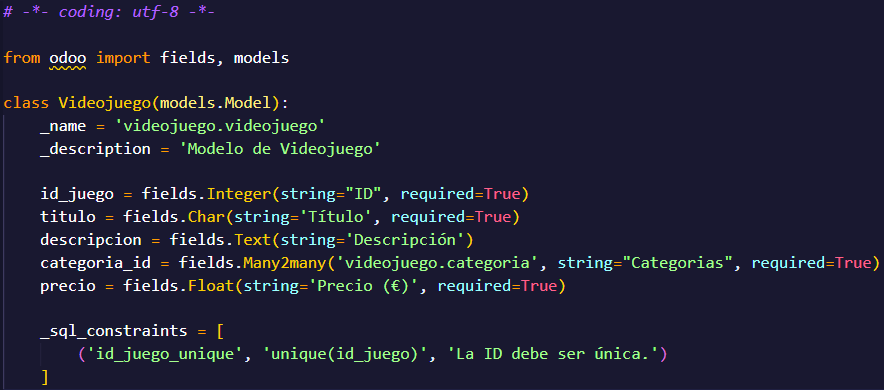 # -*- coding: utf-8 -*-
from odoo import fields, models
class Videojuego(models.Model):
_name = 'videojuego.videojuego'
_description = 'Modelo de Videojuego'
id_juego = fields.Integer(string="ID", required=True)
titulo = fields.Char(string='Título', required=True)
descripcion = fields.Text(string='Descripción')
categoria_id = fields.Many2many('videojuego.categoria', string="Categorias", required=True)
precio = fields.Float(string='Precio (€)', required=True)
_sql_constraints = [
('id_juego_unique', 'unique(id_juego)', 'La ID debe ser única.')
]